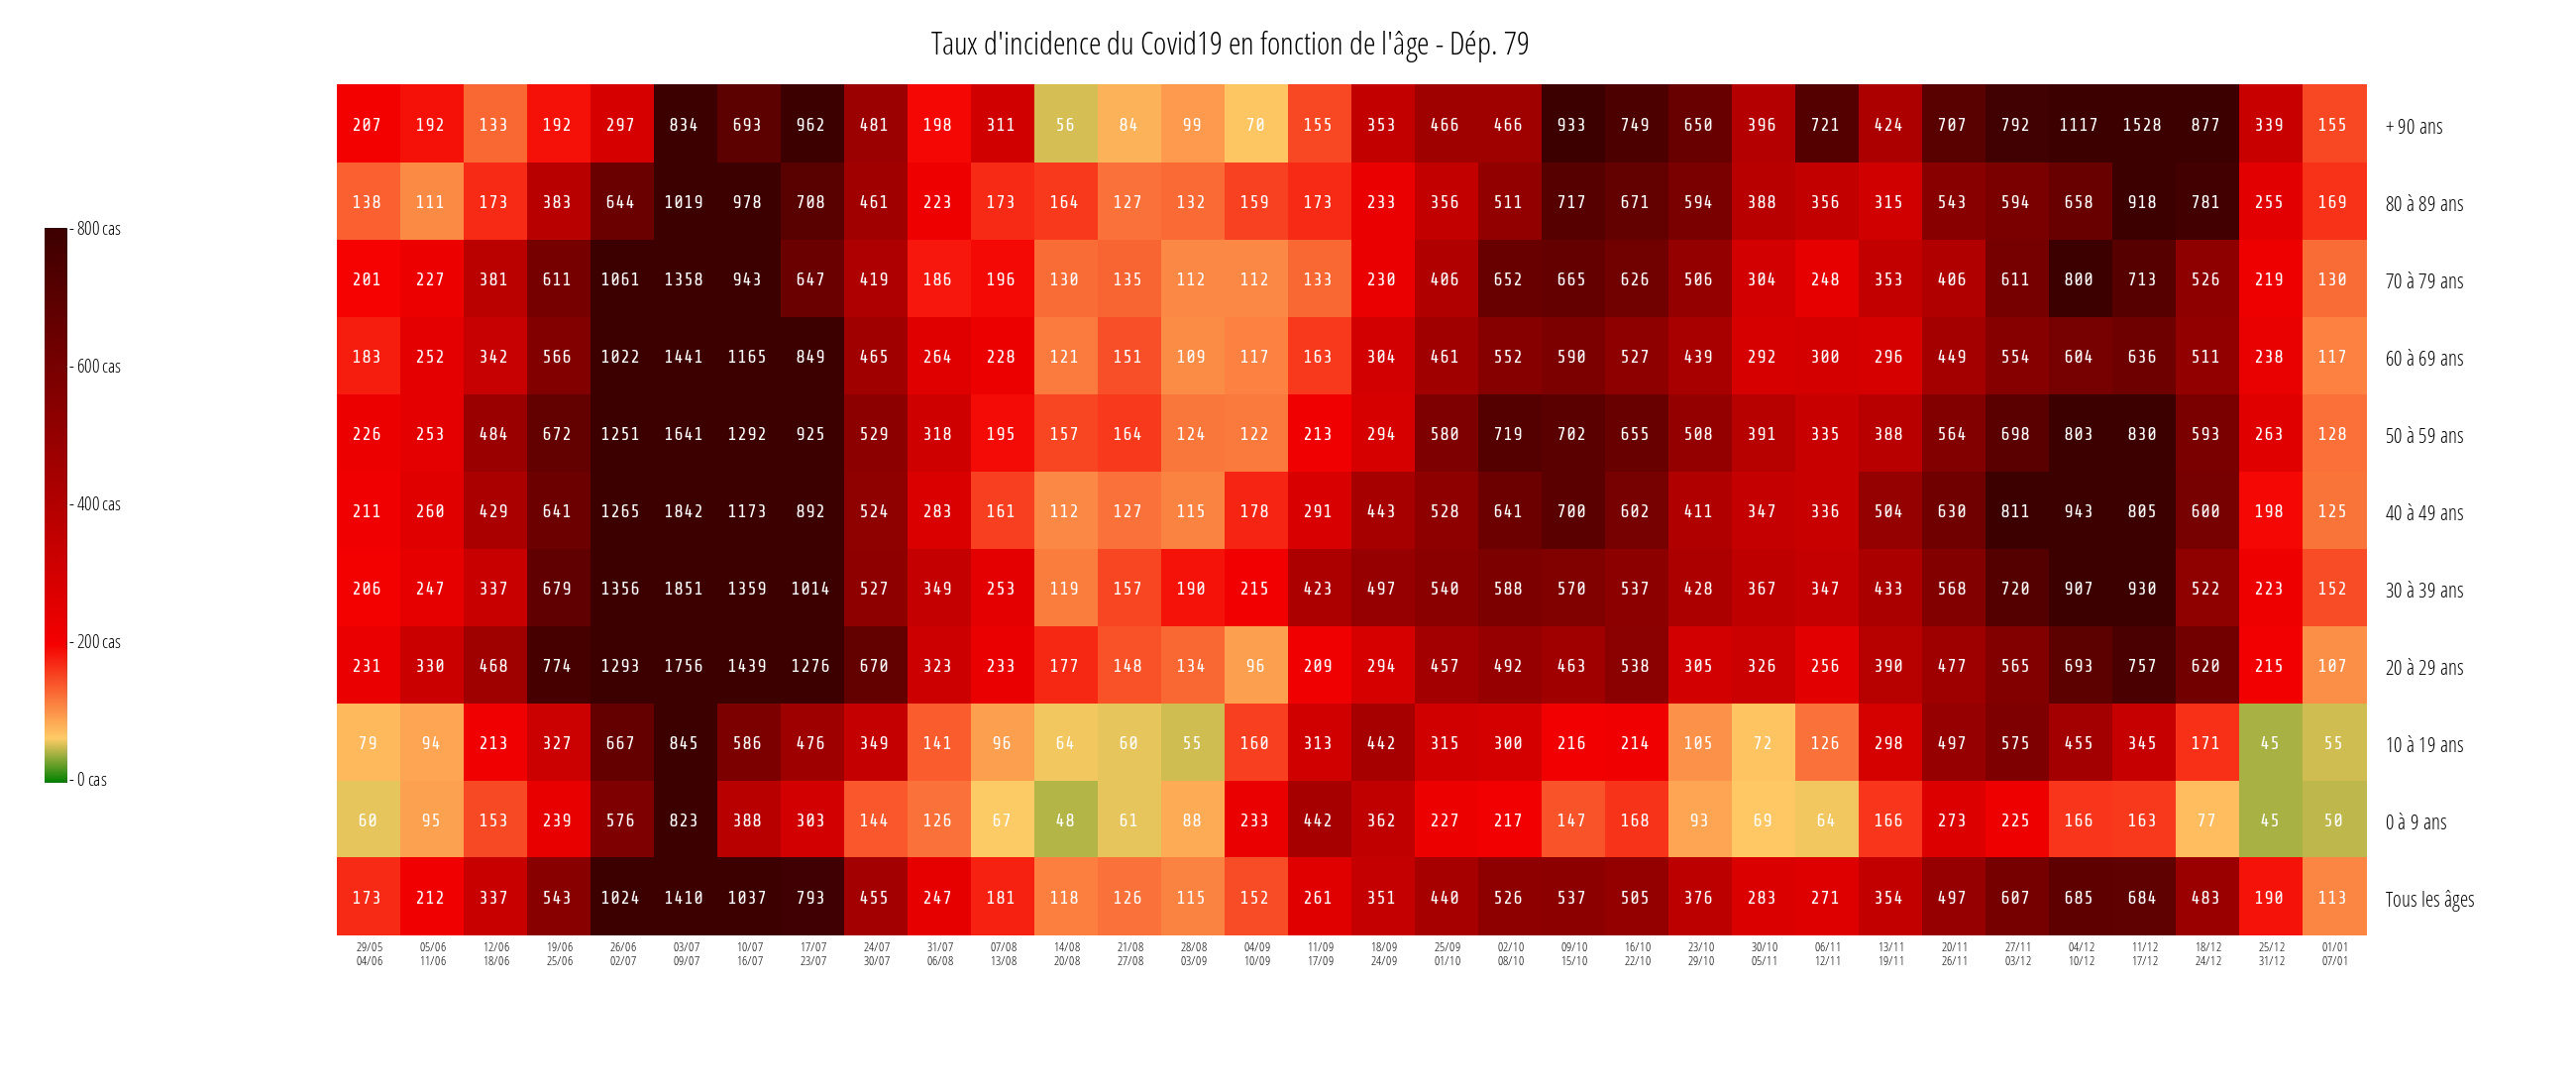 Taux d'incidence du Covid19 en fonction de l'âge - Dép. 79
207 192 133 192 297 834 693 962 481 198 311 56 84 99 70 155 353 466 466 933 749 650 396 721 424 707 792 1117 1528 877 339 155 + 90 ans
138 111 173 383 644 1019 978 708 461 223 173 164 127 132 159 173 233 356 511 717 671 594 388 356 315 543 594 658 918 781 255 169 80 à 89 ans
201 227 381 611 1061 1358 943 647 419 186 196 130 135 112 112 133 230 406 652 665 626 506 304 248 353 406 611 800 713 526 219 130 70 à 79 ans
183 252 342 566 1022 1441 1165 849 465 264 228 121 151 109 117 163 304 461 552 590 527 439 292 300 296 449 554 604 636 511 238 117 60 à 69 ans
226 253 484 672 1251 1641 1292 925 529 318 195 157 164 124 122 213 294 580 719 702 655 508 391 335 388 564 698 803 830 593 263 128 50 à 59 ans
211 260 429 641 1265 1842 1173 892 524 283 161 112 127 115 178 291 443 528 641 700 602 411 347 336 504 630 811 943 805 600 198 125 40 à 49 ans
206 247 337 679 1356 1851 1359 1014 527 349 253 119 157 190 215 423 497 540 588 570 537 428 367 347 433 568 720 907 930 522 223 152 30 à 39 ans
231 330 468 774 1293 1756 1439 1276 670 323 233 177 148 134 96 209 294 457 492 463 538 305 326 256 390 477 565 693 757 620 215 107 20 à 29 ans
79 94 213 327 667 845 586 476 349 141 96 64 60 55 160 313 442 315 300 216 214 105 72 126 298 497 575 455 345 171 45 55 10 à 19 ans
60 95 153 239 576 823 388 303 144 126 67 48 61 88 233 442 362 227 217 147 168 93 69 64 166 273 225 166 163 77 45 50 0 à 9 ans
173 212 337 543 1024 1410 1037 793 455 247 181 118 126 115 152 261 351 440 526 537 505 376 283 271 354 497 607 685 684 483 190 113 Tous les âges
29/05 05/06 12/06 19/06 26/06 03/07 10/07 17/07 24/07 31/07 07/08 14/08 21/08 28/08 04/09 11/09 18/09 25/09 02/10 09/10 16/10 23/10 30/10 06/11 13/11 20/11 27/11 04/12 11/12 18/12 25/12 01/01
04/06 11/06 18/06 25/06 02/07 09/07 16/07 23/07 30/07 06/08 13/08 20/08 27/08 03/09 10/09 17/09 24/09 01/10 08/10 15/10 22/10 29/10 05/11 12/11 19/11 26/11 03/12 10/12 17/12 24/12 31/12 07/01
- 800 cas
- 600 cas
- 400 cas
- 200 cas
- 0 cas